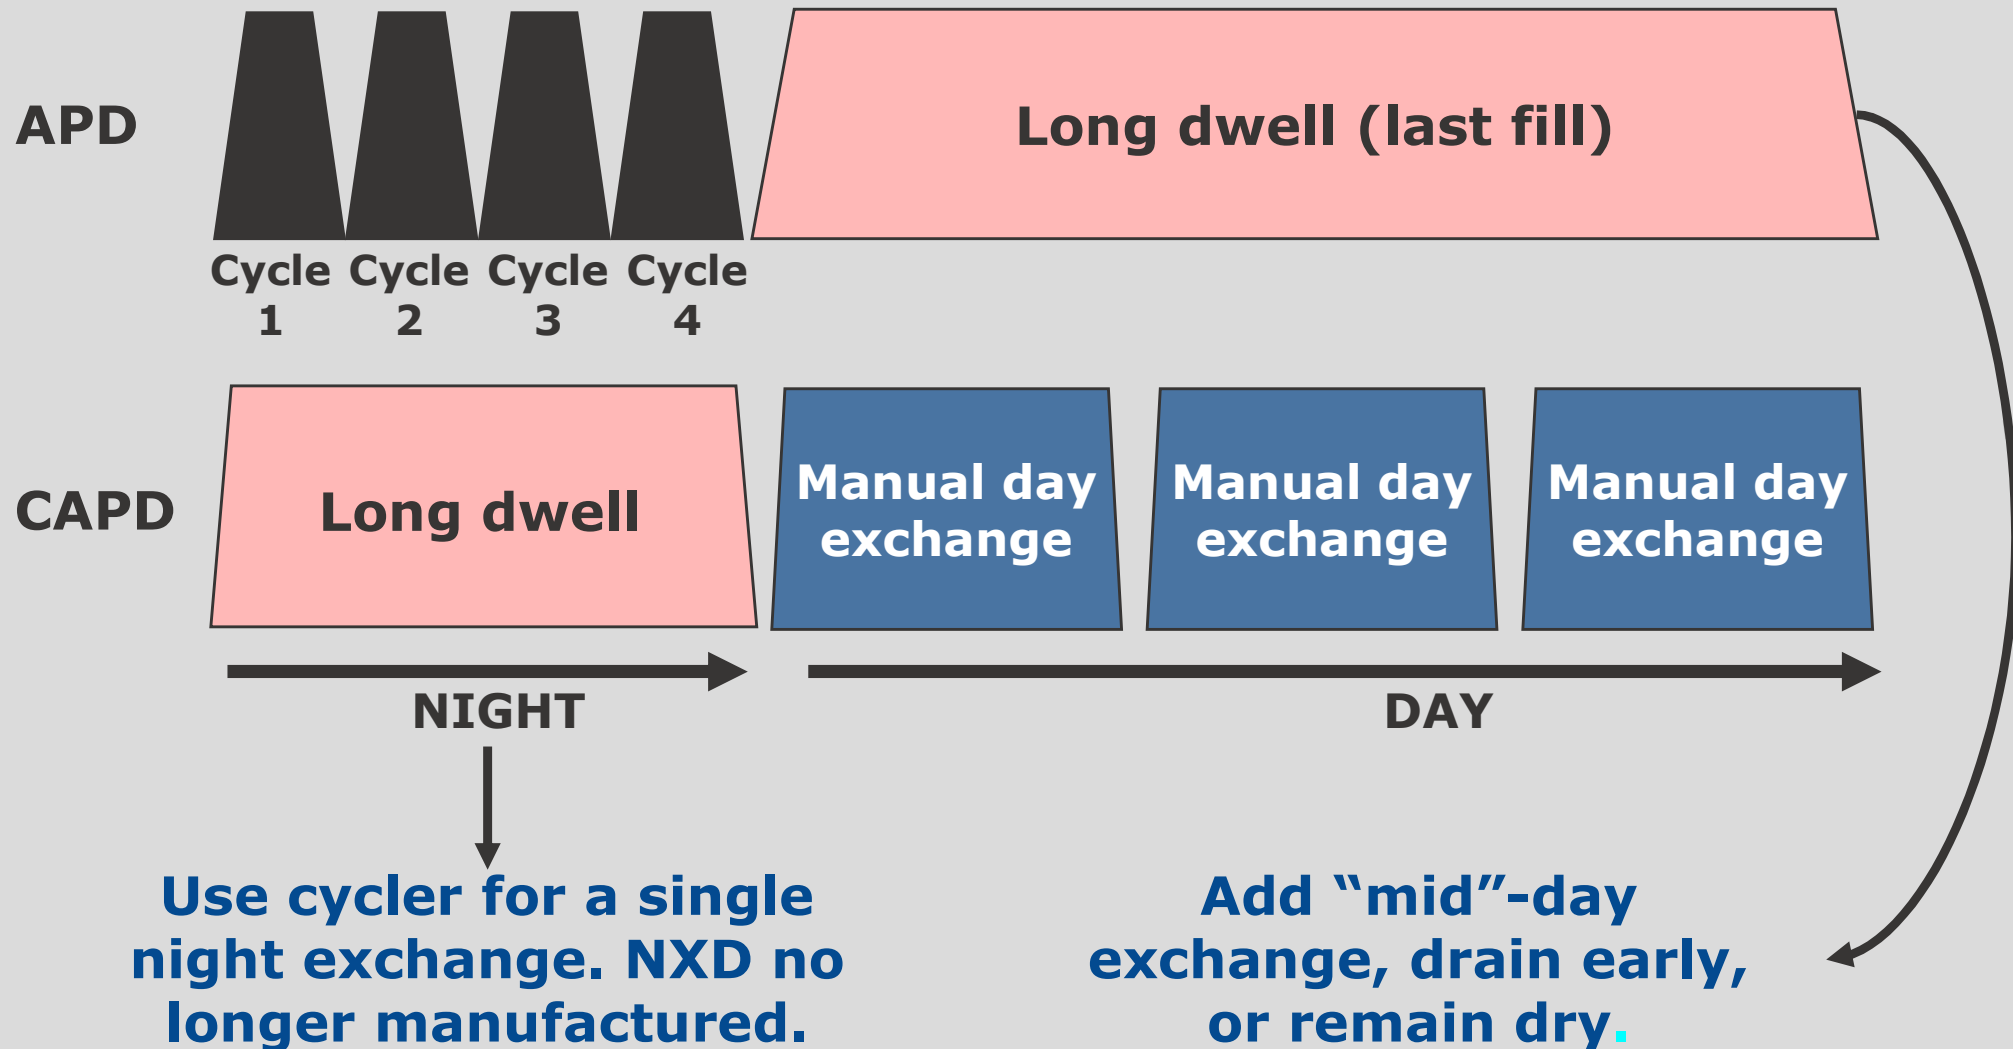 APD
Long dwell (last fill)
Cycle Cycle Cycle Cycle
1 2 3 4
CAPD
Long dwell
Manual day
exchange
Manual day
exchange
Manual day
exchange
NIGHT
DAY
Use cycler for a single
night exchange. NXD no
longer manufactured.
Add “mid”-day
exchange, drain early,
or remain dry.